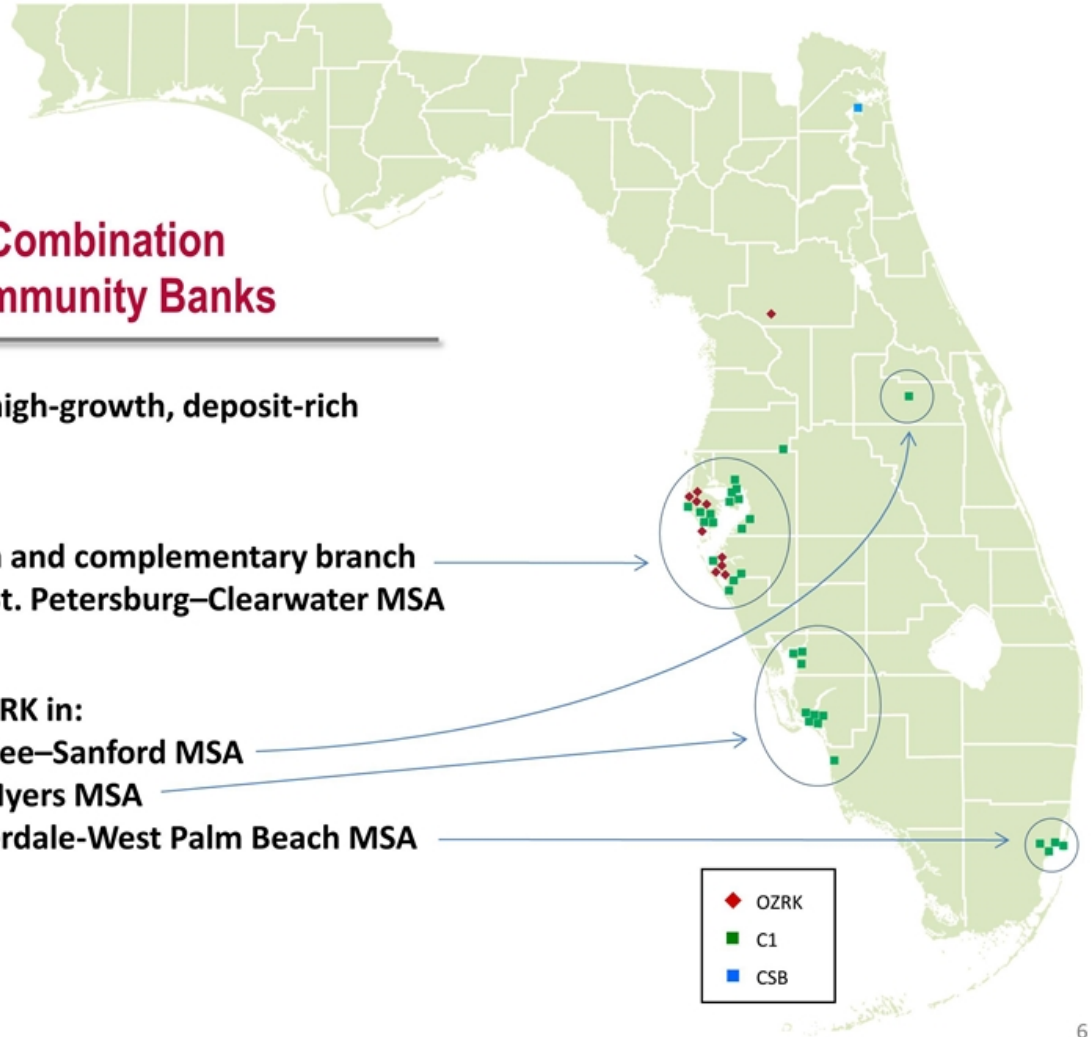 Combination
mmunity Banks
high-growth, deposit-rich
and complementary branch
t. Petersburg–Clearwater MSA
RK in:
ee–Sanford MSA
Myers MSA
rdale-West Palm Beach MSA
OZRK
C1
CSB
6